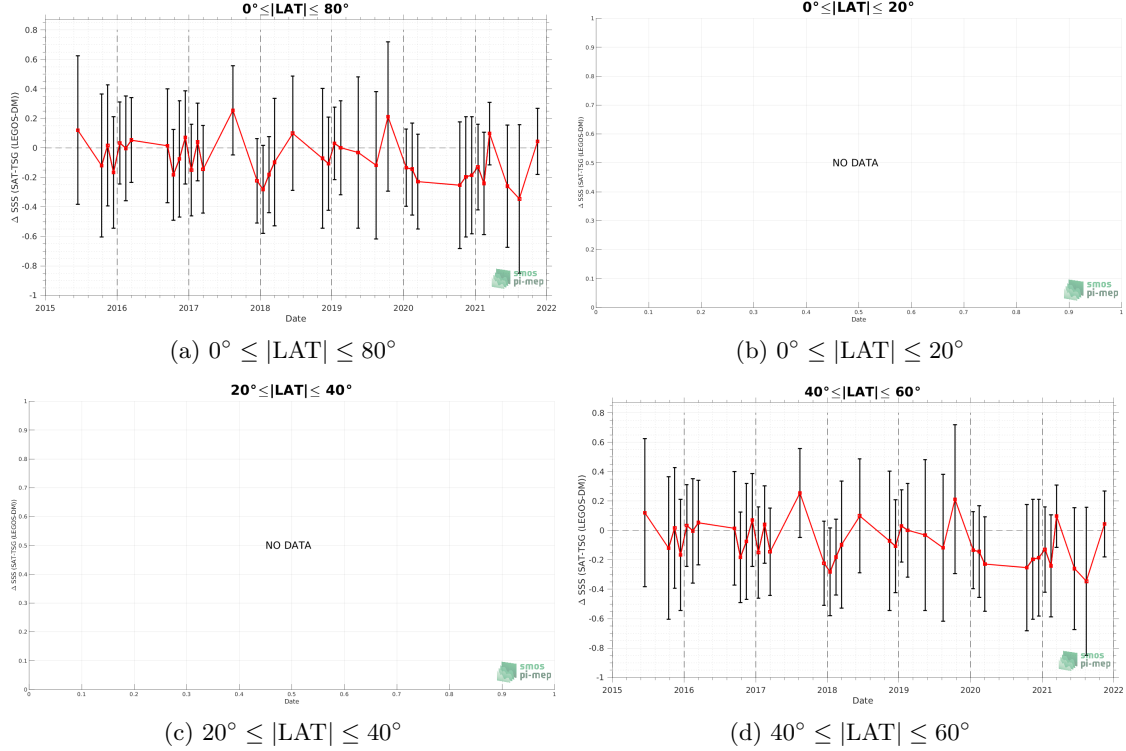 0°≤|LAT|≤ 80°
Δ SSS (SAT-TSG (LEGOS-DM))
0.8
0.6
0.4
0.2
0
-0.2
-0.4
-0.6
-0.8
-1
2015 2016 2017 2018 2019 2020 2021 2022
Date
smos
pi-mep
(a) 0° ≤ |LAT| ≤ 80°
0°≤|LAT|≤ 20°
Δ SSS (SAT-TSG (LEGOS-DM))
1
0.9
0.8
0.7
0.6
0.5
0.4
0.3
0.2
0.1
0
NO DATA
0 0.1 0.2 0.3 0.4 0.5 0.6 0.7 0.8 0.9 1
Date
smos
pi-mep
(b) 0° ≤ |LAT| ≤ 20°
20°≤|LAT|≤ 40°
Δ SSS (SAT-TSG (LEGOS-DM))
1
0.9
0.8
0.7
0.6
0.5
0.4
0.3
0.2
0.1
0
NO DATA
0 0.1 0.2 0.3 0.4 0.5 0.6 0.7 0.8 0.9 1
Date
smos
pi-mep
(c) 20° ≤ |LAT| ≤ 40°
40°≤|LAT|≤ 60°
Δ SSS (SAT-TSG (LEGOS-DM))
0.8
0.6
0.4
0.2
0
-0.2
-0.4
-0.6
-0.8
-1
2015 2016 2017 2018 2019 2020 2021 2022
Date
smos
pi-mep
(d) 40° ≤ |LAT| ≤ 60°